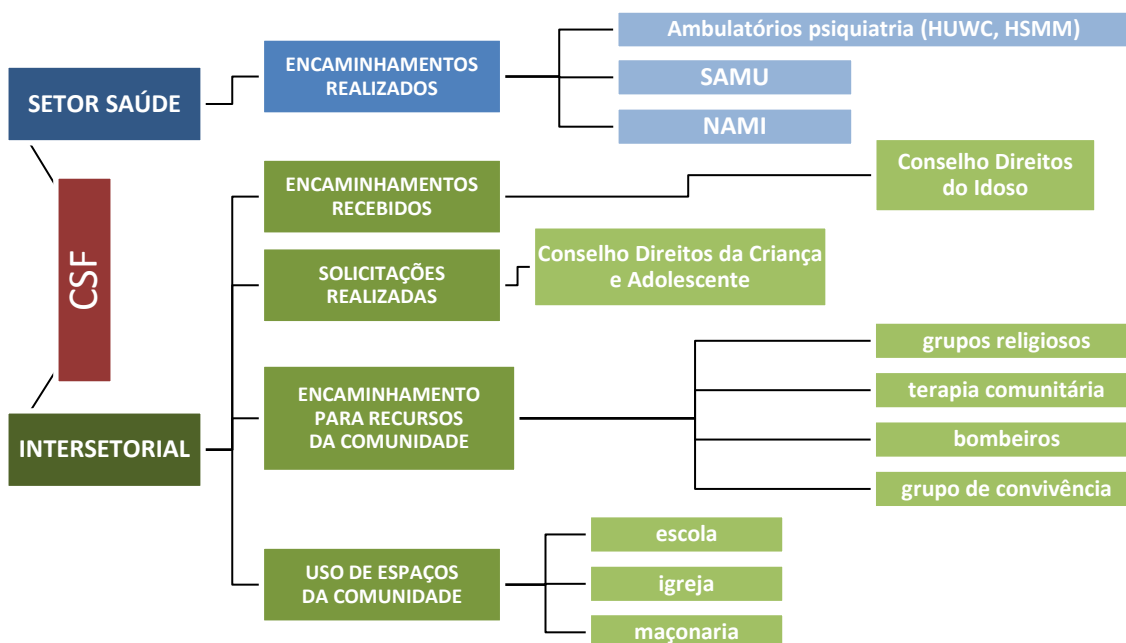 SETOR SAÚDE
ENCAMINHAMENTOS
REALIZADOS
Ambulatórios psiquiatria (HUWC, HSMM)
SAMU
NAMI
CSF
INTERSETORIAL
ENCAMINHAMENTOS
RECEBIDOS
Conselho Direitos
do Idoso
SOLICITAÇÕES
REALIZADAS
Conselho Direitos da Criança
e Adolescente
ENCAMINHAMENTO
PARA RECURSOS
DA COMUNIDADE
grupos religiosos
terapia comunitária
bombeiros
grupo de convivência
USO DE ESPAÇOS
DA COMUNIDADE
escola
igreja
maçonaria